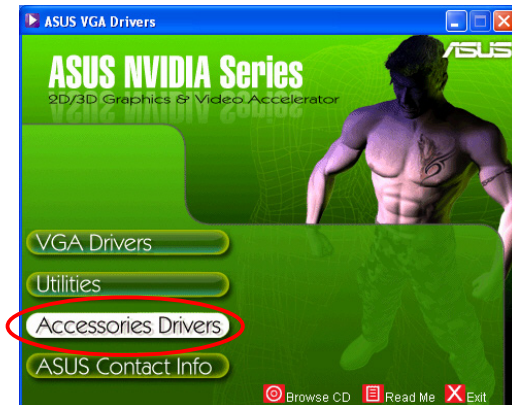 ASUS VGA Drivers
ASUS
ASUS NVIDIA Series
2D/3D Graphics & Video Accelerator
VGA Drivers
Utilities
Accessories Drivers
ASUS Contact Info
Browse CD Read Me Exit